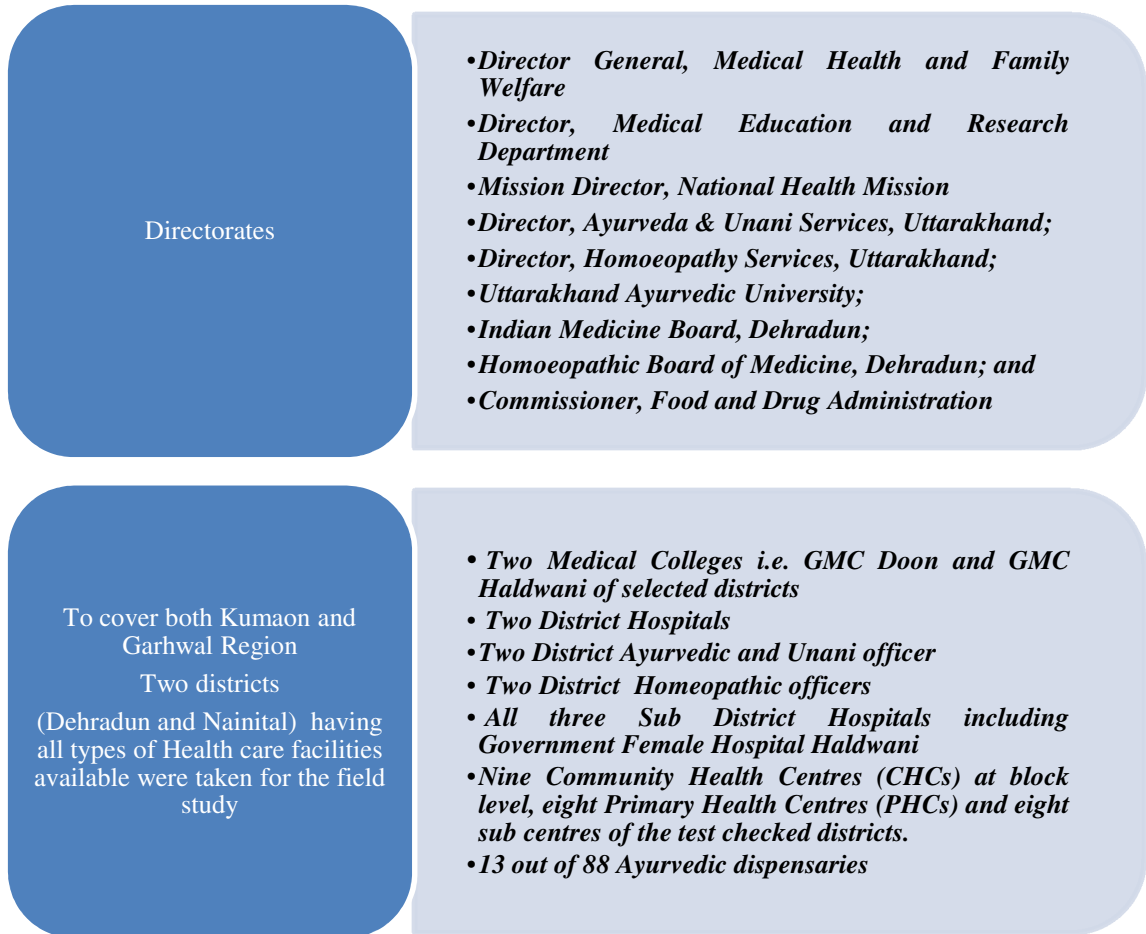 Directorates
•Director General, Medical Health and Family
Welfare
•Director, Medical Education and Research
Department
•Mission Director, National Health Mission
•Director, Ayurveda & Unani Services, Uttarakhand;
•Director, Homoeopathy Services, Uttarakhand;
•Uttarakhand Ayurvedic University;
•Indian Medicine Board, Dehradun;
•Homoeopathic Board of Medicine, Dehradun; and
•Commissioner, Food and Drug Administration
To cover both Kumaon and
Garhwal Region
Two districts
(Dehradun and Nainital) having
all types of Health care facilities
available were taken for the field
study
• Two Medical Colleges i.e. GMC Doon and GMC
Haldwani of selected districts
• Two District Hospitals
•Two District Ayurvedic and Unani officer
• Two District Homeopathic officers
• All three Sub District Hospitals including
Government Female Hospital Haldwani
•Nine Community Health Centres (CHCs) at block
level, eight Primary Health Centres (PHCs) and eight
sub centres of the test checked districts.
•13 out of 88 Ayurvedic dispensaries